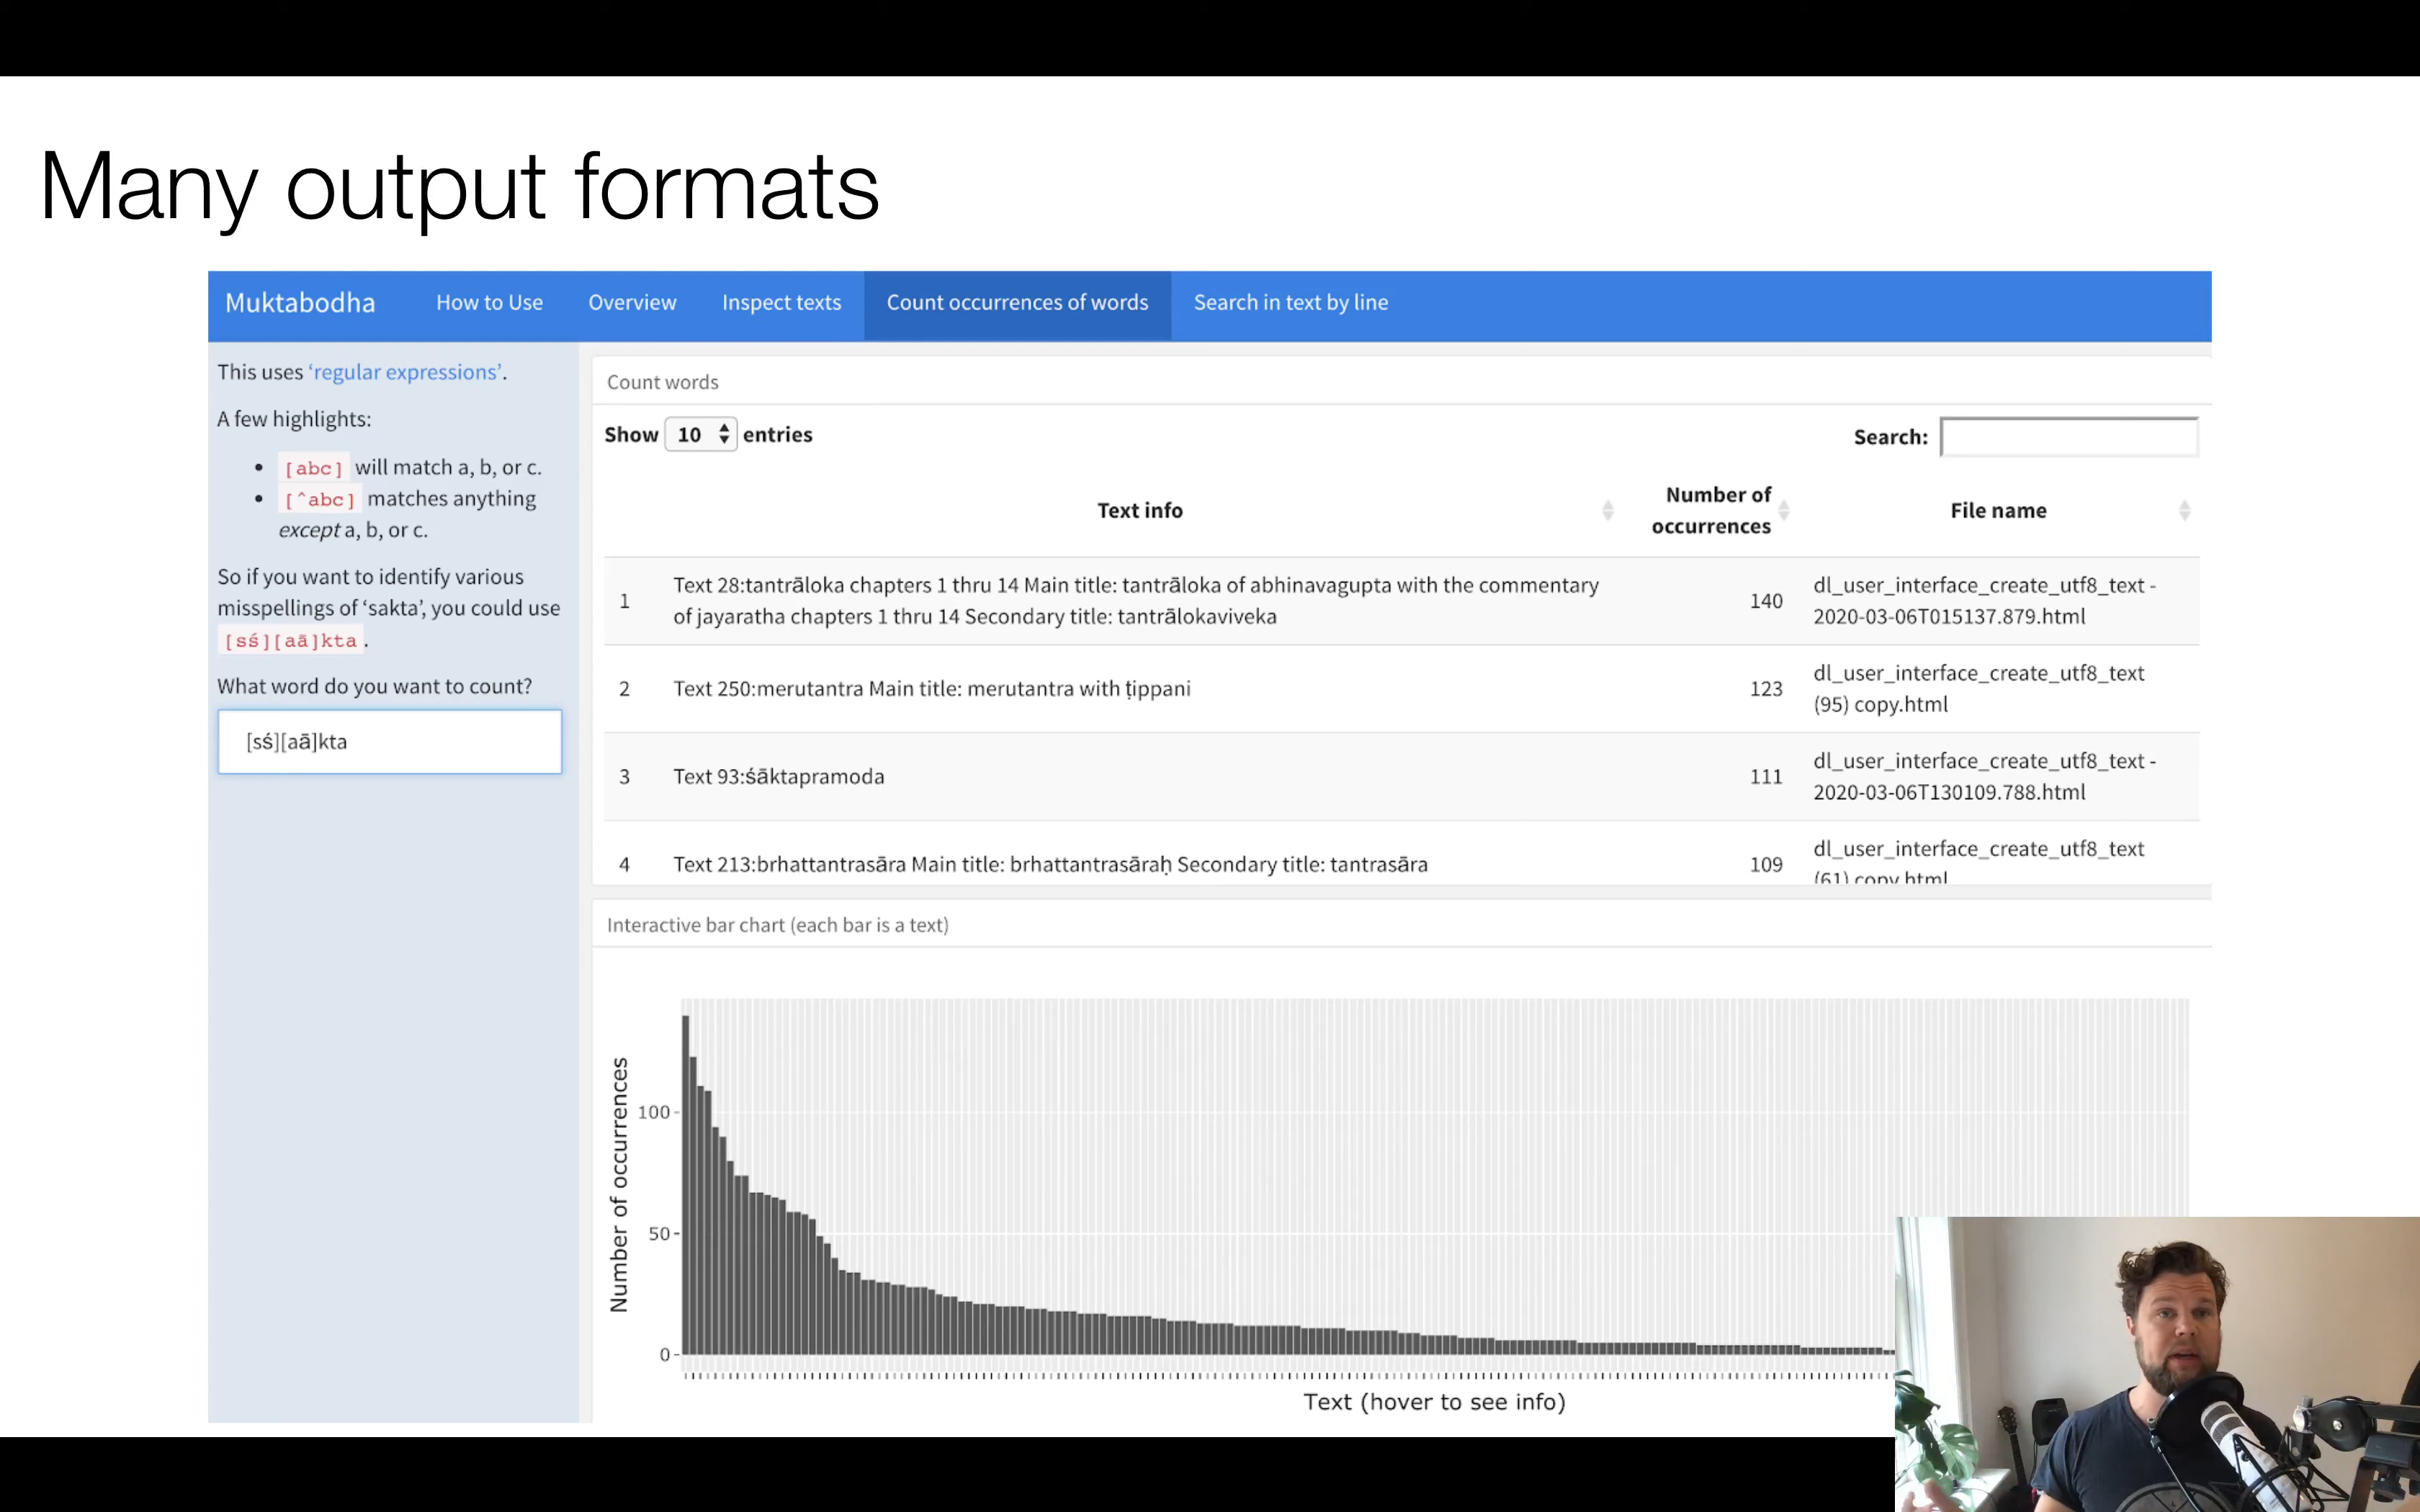 Many output formats
Muktabodha How to Use Overview Inspect texts Count occurrences of words Search in text by line
This uses ‘regular expressions’.
A few highlights:
• [abc] will match a, b, or c.
• [^abc] matches anything
except a, b, or c.
So if you want to identify various
misspellings of ‘sakta’, you could use
[sś][aā]kta .
What word do you want to count?
[sś][aā]kta
Count words
Show 10 entries Search:
Text info Number of occurrences File name
1 Text 28:tantrāloka chapters 1 thru 14 Main title: tantrāloka of abhinavagupta with the commentary 140 dl_user_interface_create_utf8_text -
of jayaratha chapters 1 thru 14 Secondary title: tantrālokaviveka 2020-03-06T015137.879.html
2 Text 250:merutantra Main title: merutantra with ṭippani 123 dl_user_interface_create_utf8_text
(95) copy.html
3 Text 93:śāktapramoda 111 dl_user_interface_create_utf8_text -
2020-03-06T130109.788.html
4 Text 213:brhattantrasāra Main title: brhattantrasāraḥ Secondary title: tantrasāra 109 dl_user_interface_create_utf8_text
(61) copy.html
Interactive bar chart (each bar is a text)
Number of occurrences
100
50
0
Text (hover to see info)